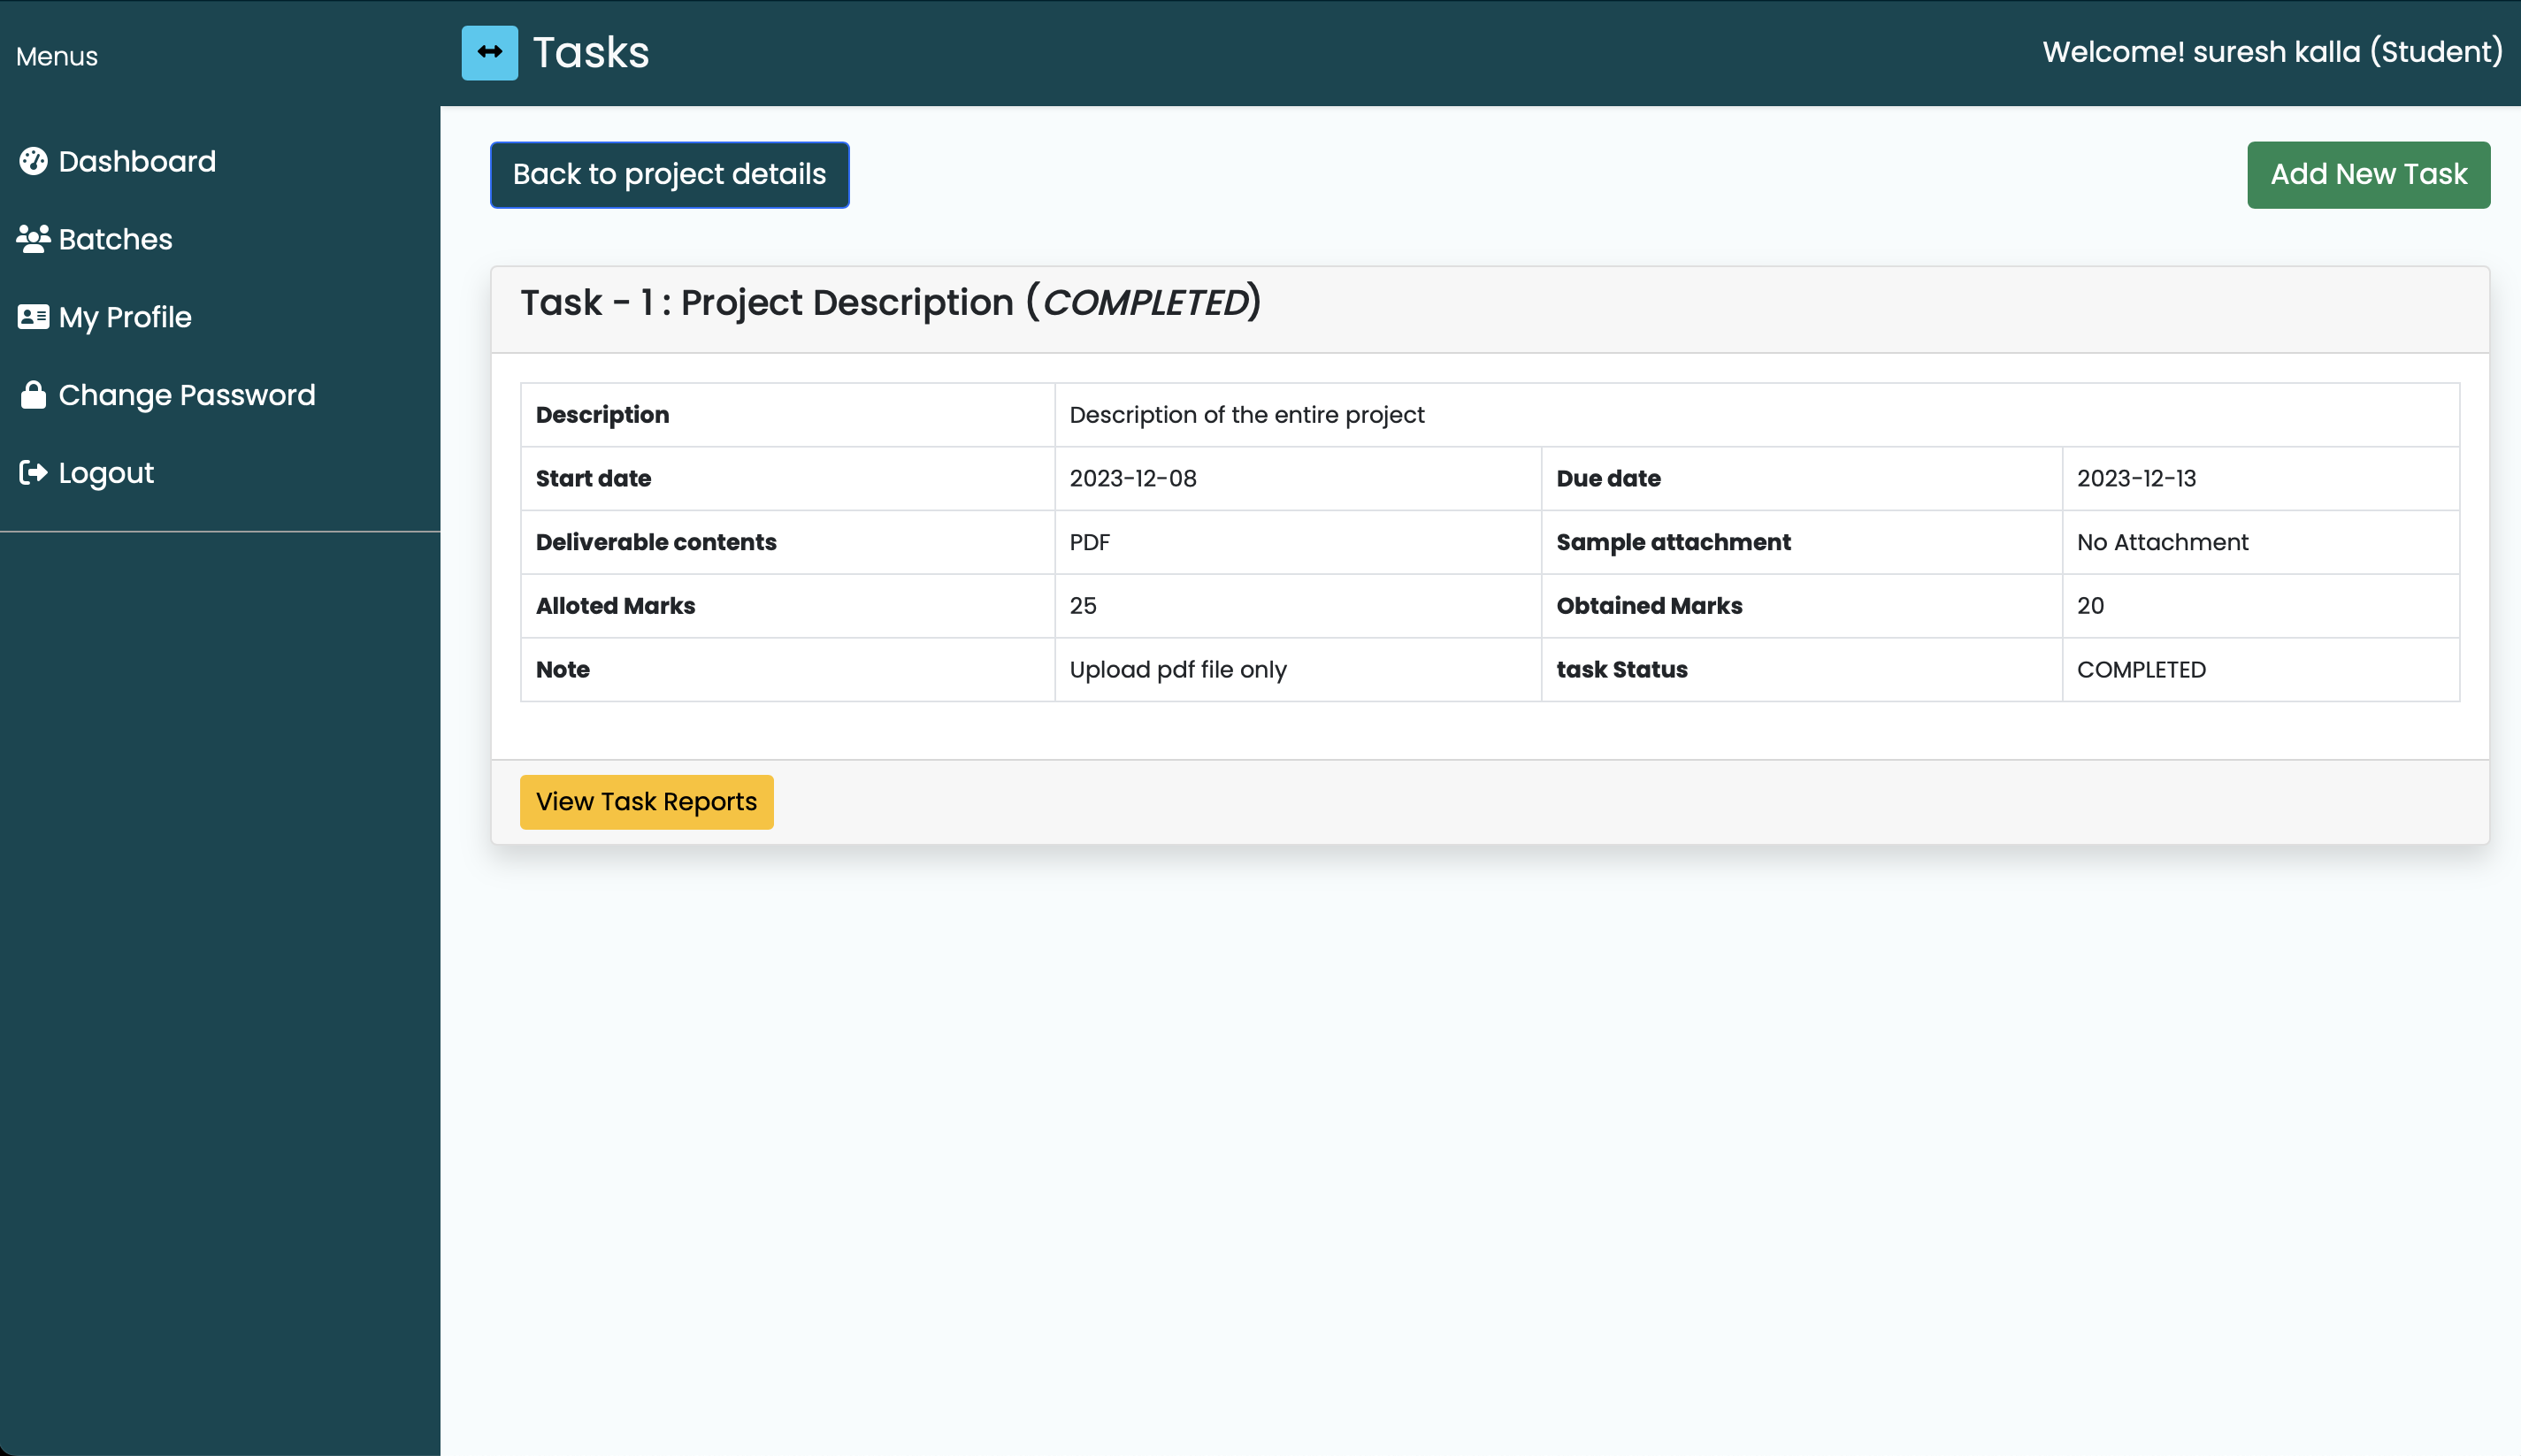 Menus
Tasks
Welcome! suresh kalla (Student)
Dashboard
Batches
My Profile
Change Password
Logout
Back to project details
Add New Task
Task - 1 : Project Description (COMPLETED)
Description Description of the entire project
Start date 2023-12-08 Due date 2023-12-13
Deliverable contents PDF Sample attachment No Attachment
Alloted Marks 25 Obtained Marks 20
Note Upload pdf file only task Status COMPLETED
View Task Reports